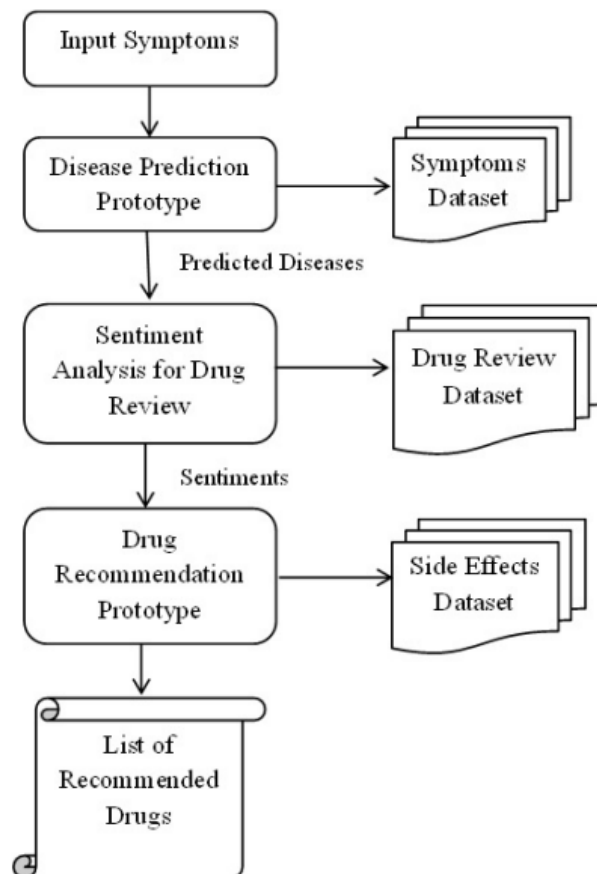 Input Symptoms
Disease Prediction
Prototype
Symptoms
Dataset
Predicted Diseases
Sentiment
Analysis for Drug
Review
Drug Review
Dataset
Sentiments
Drug
Recommendation
Prototype
Side Effects
Dataset
List of
Recommended
Drugs